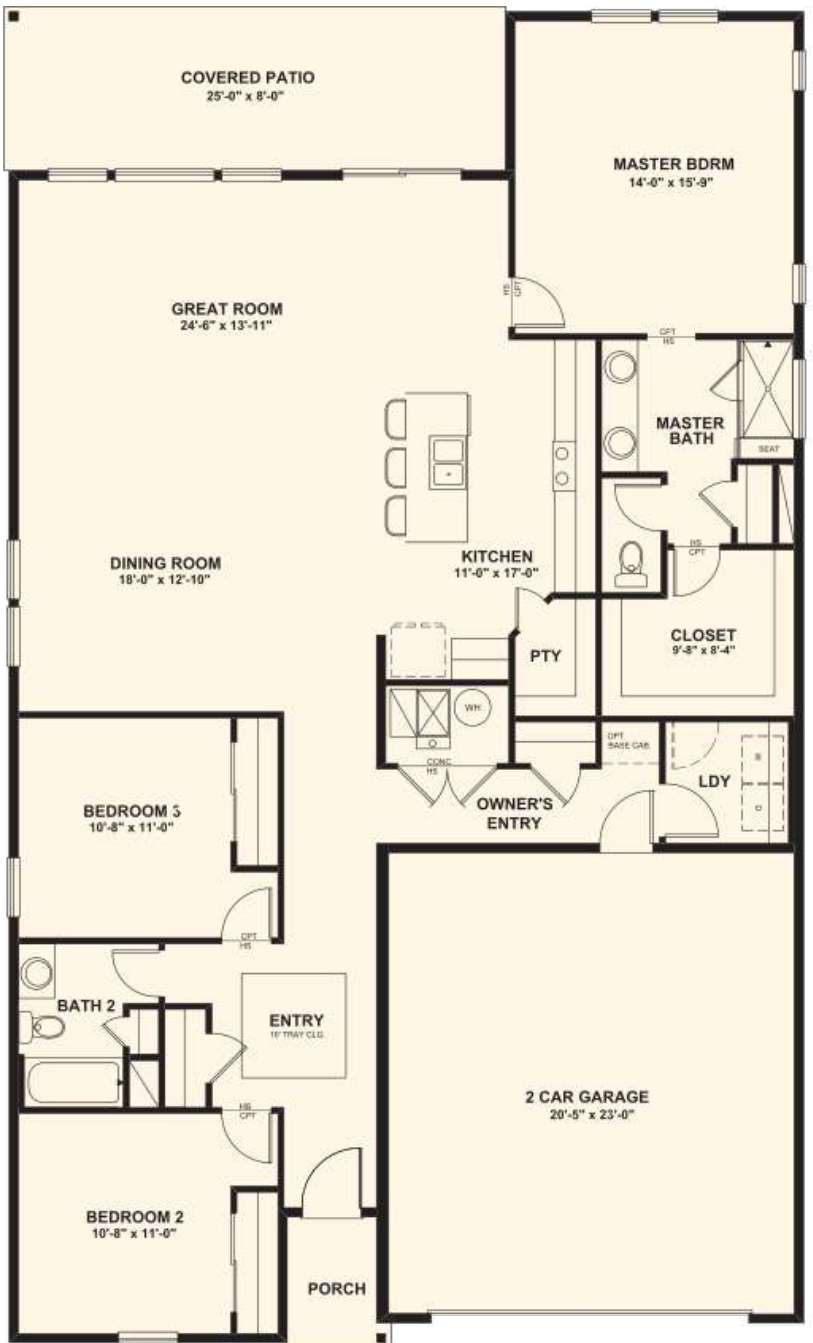 COVERED PATIO
25'-0" x 8'-0"
MASTER BDRM
14'-0" x 15'-9"
GREAT ROOM
24'-6" x 13'-11"
HS
CPT
CPT
HS
MASTER
BATH
SEAT
DINING ROOM
18'-0" x 12'-10"
KITCHEN
11'-0" x 17'-0"
HS
CPT
PTY
CLOSET
9'-8" x 8'-4"
WH
CONC
HS
OPT.
BASE CAB.
LDY
OWNER'S
ENTRY
BEDROOM 3
10'-8" x 11'-0"
CPT
HS
BATH 2
ENTRY
10' TRAY CLG.
HS
CPT
2 CAR GARAGE
20'-5" x 23'-0"
BEDROOM 2
10'-8" x 11'-0"
PORCH